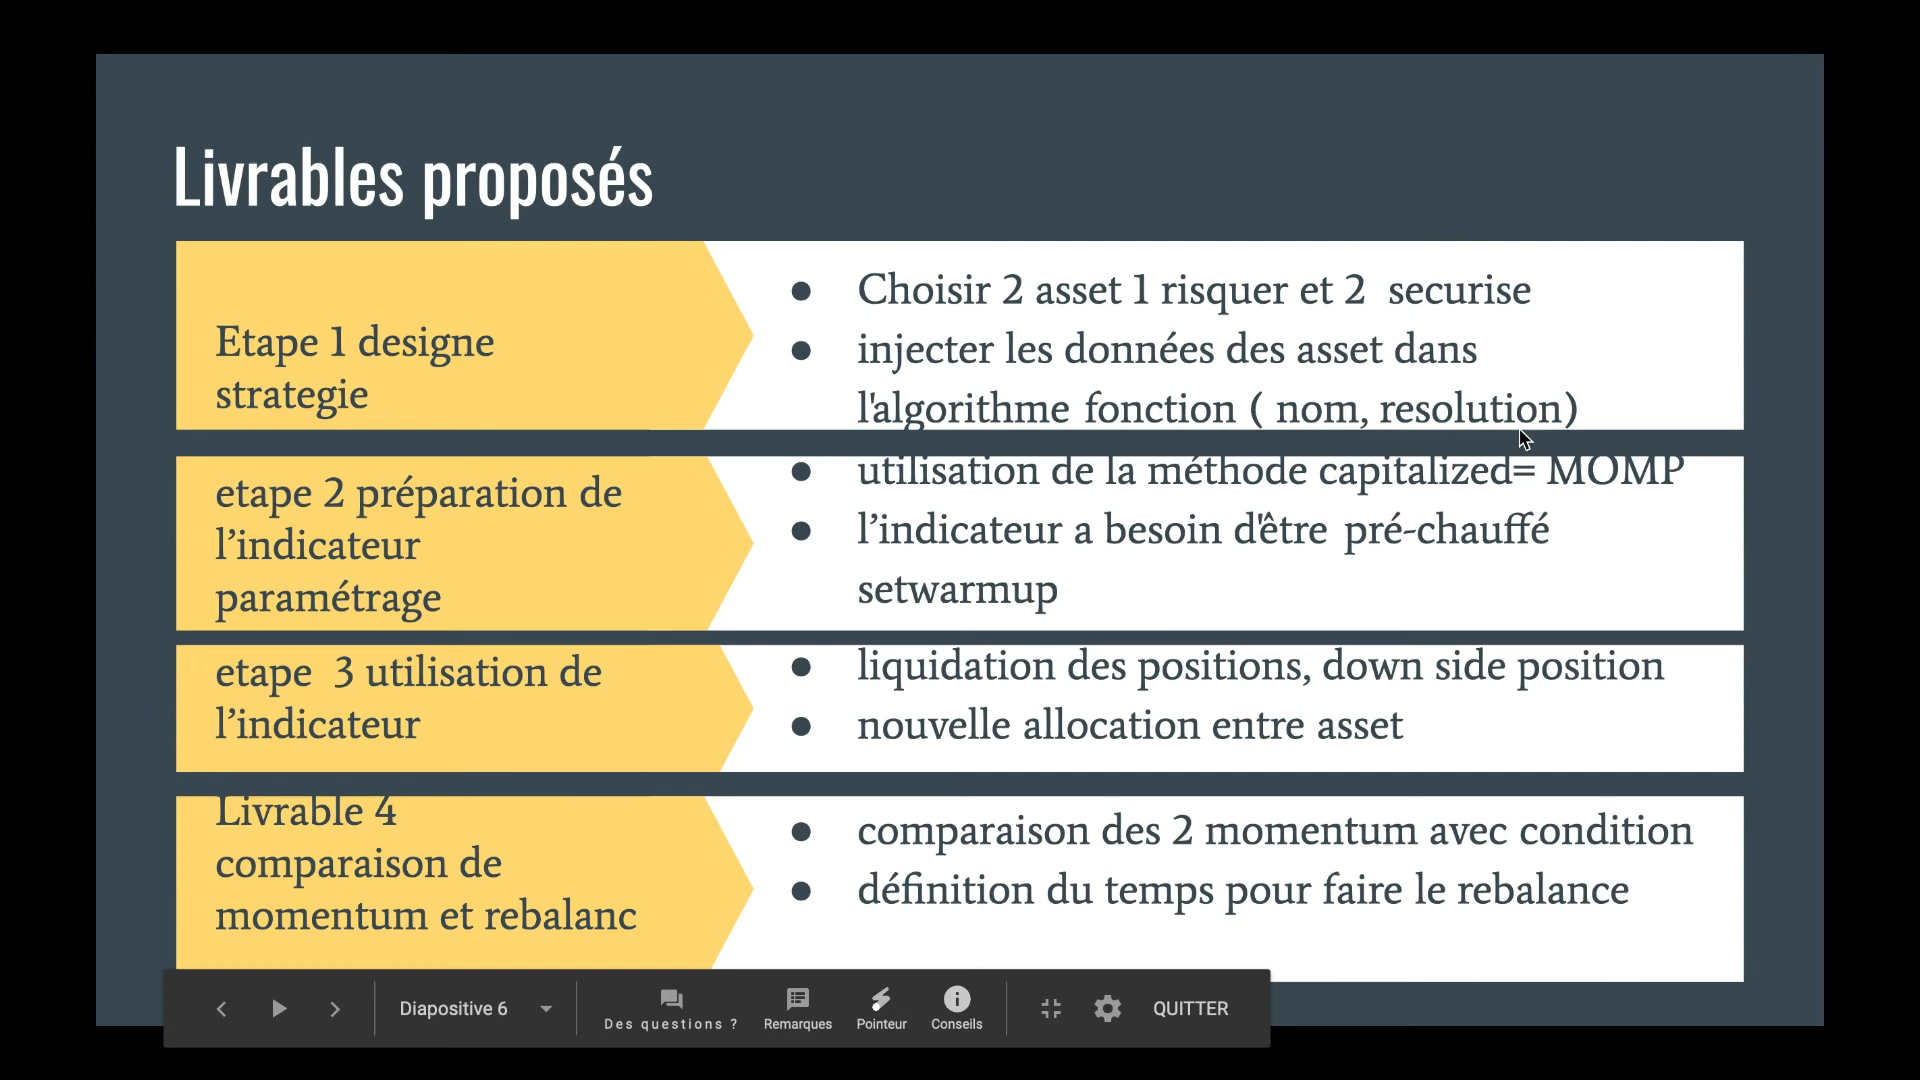 Livrables proposés
Etape 1 designe
strategie
● Choisir 2 asset 1 risquer et 2 securise
● injecter les données des asset dans
l'algorithme fonction ( nom, resolution)
etape 2 préparation de
l’indicateur
paramétrage
● utilisation de la méthode capitalized= MOMP
● l’indicateur a besoin d'être pré-chauffé
setwarmup
etape 3 utilisation de
l’indicateur
● liquidation des positions, down side position
● nouvelle allocation entre asset
Livrable 4
comparaison de
momentum et rebalanc
● comparaison des 2 momentum avec condition
● définition du temps pour faire le rebalance
Diapositive 6
Des questions ?
Remarques
Pointeur
Conseils
QUITTER